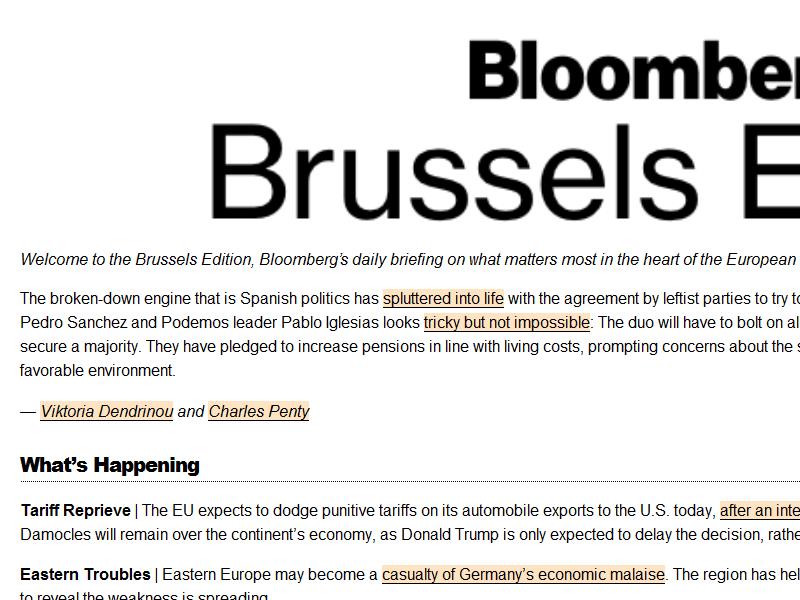 Bloomber
Brussels E
Welcome to the Brussels Edition, Bloomberg's daily briefing on what matters most in the heart of the European
The broken-down engine that is Spanish politics has spluttered into life with the agreement by leftist parties to try to
Pedro Sanchez and Podemos leader Pablo Iglesias looks tricky but not impossible: The duo will have to bolt on al
secure a majority. They have pledged to increase pensions in line with living costs, prompting concerns about the s
favorable environment.
— Viktoria Dendrinou and Charles Penty
What's Happening
Tariff Reprieve | The EU expects to dodge punitive tariffs on its automobile exports to the U.S. today, after an inte
Damocles will remain over the continent's economy, as Donald Trump is only expected to delay the decision, rathe
Eastern Troubles | Eastern Europe may become a casualty of Germany's economic malaise. The region has hel
to reveal the weakness is spreading.